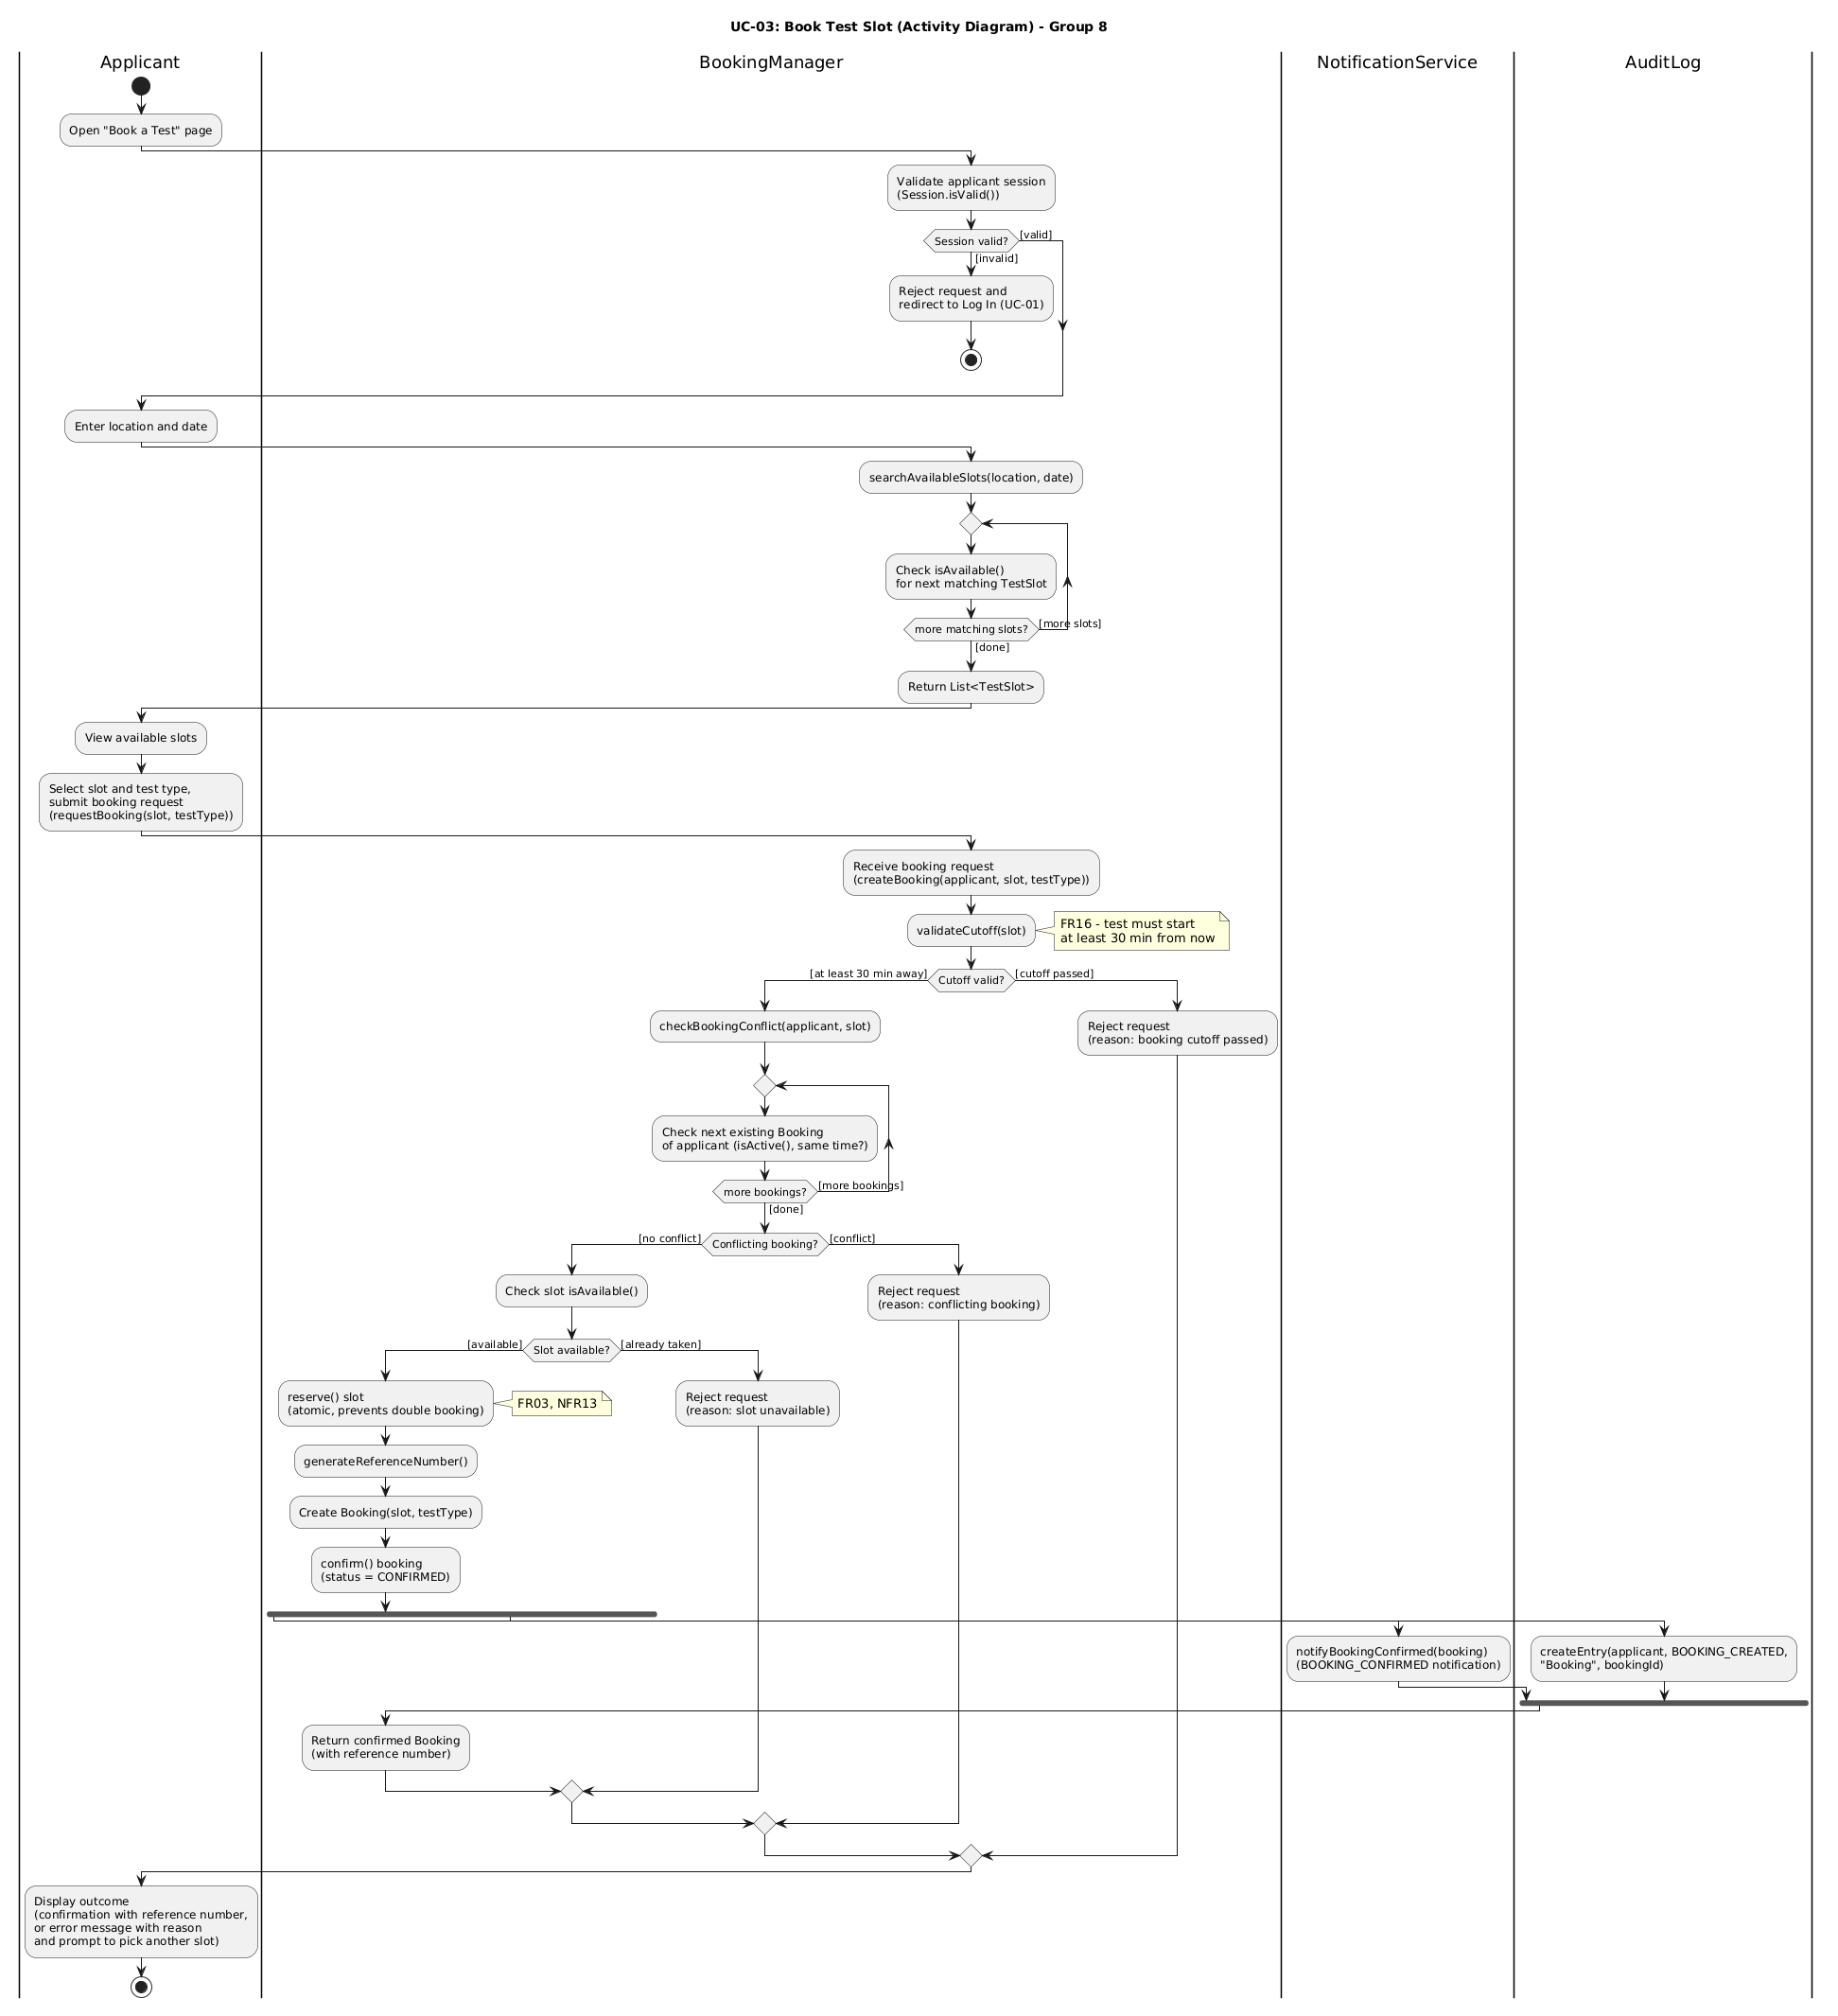 UC-03: Book Test Slot (Activity Diagram) - Group 8
Applicant
BookingManager
NotificationService
AuditLog
Open "Book a Test" page
Validate applicant session
(Session.isValid())
Session valid?
[valid]
[invalid]
Reject request and
redirect to Log In (UC-01)
Enter location and date
searchAvailableSlots(location, date)
Check isAvailable()
for next matching TestSlot
more matching slots?
[more slots]
[done]
Return List<TestSlot>
View available slots
Select slot and test type,
submit booking request
(requestBooking(slot, testType))
Receive booking request
(createBooking(applicant, slot, testType))
validateCutoff(slot)
FR16 - test must start
at least 30 min from now
[at least 30 min away]
Cutoff valid?
[cutoff passed]
checkBookingConflict(applicant, slot)
Reject request
(reason: booking cutoff passed)
Check next existing Booking
of applicant (isActive(), same time?)
more bookings?
[more bookings]
[done]
[no conflict]
Conflicting booking?
[conflict]
Check slot isAvailable()
Reject request
(reason: conflicting booking)
[available]
Slot available?
[already taken]
reserve() slot
(atomic, prevents double booking)
FR03, NFR13
Reject request
(reason: slot unavailable)
generateReferenceNumber()
Create Booking(slot, testType)
confirm() booking
(status = CONFIRMED)
notifyBookingConfirmed(booking)
(BOOKING_CONFIRMED notification)
createEntry(applicant, BOOKING_CREATED,
"Booking", bookingId)
Return confirmed Booking
(with reference number)
Display outcome
(confirmation with reference number,
or error message with reason
and prompt to pick another slot)